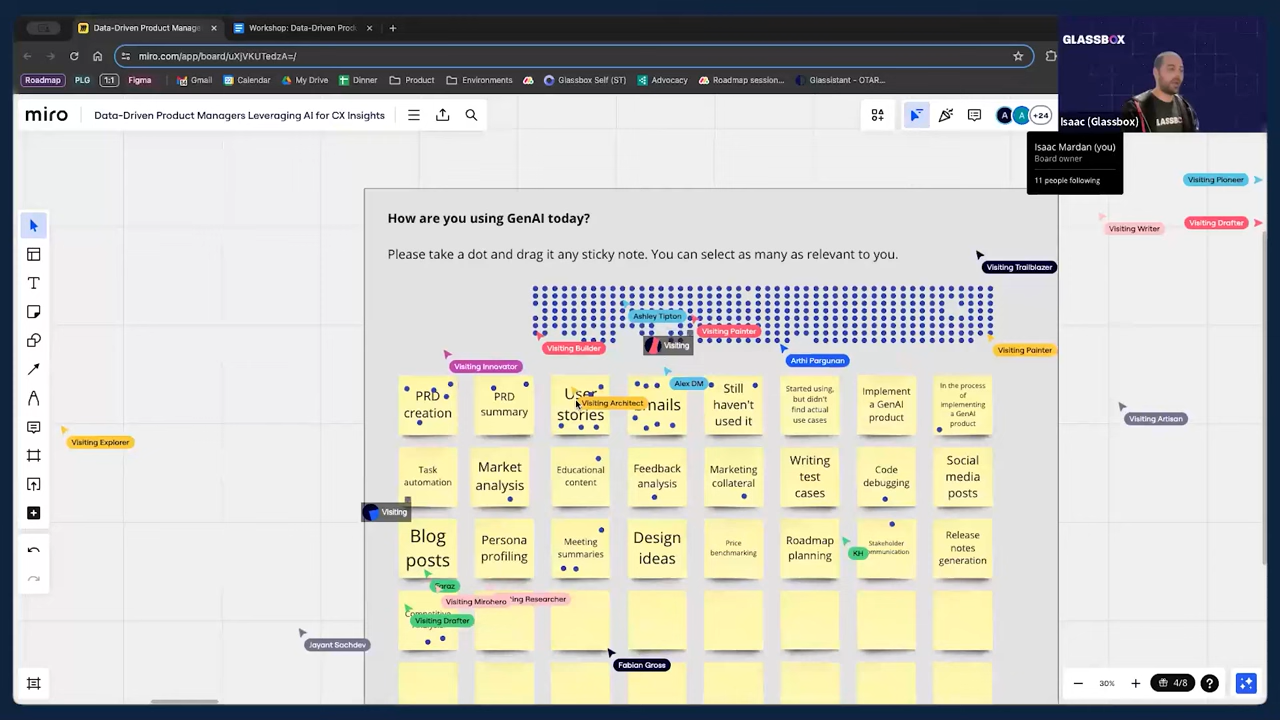 Data-Driven Product Manage
Workshop: Data-Driven Prod
miro.com/app/board/uXjVKUTedzA=/
Roadmap
PLG
1:1
Figma
Gmail
Calendar
My Drive
Dinner
Product
Environments
Glassbox Self (ST)
Advocacy
Roadmap session...
Glassistant - OTAR...
GLASSBOX
Isaac (Glassbox)
miro
Data-Driven Product Managers Leveraging AI for CX Insights
A
A
+24
Isaac Mardan (you)
Board owner
11 people following
Visiting Pioneer
Visiting Writer
Visiting Drafter
How are you using GenAI today?
Please take a dot and drag it any sticky note. You can select as many as relevant to you.
Visiting Trailblazer
Ashley Tipton
Visiting Painter
Visiting Builder
Visiting
Visiting Painter
Visiting Innovator
Arthi Pargunan
Alex DM
Visiting Architect
Visiting Artisan
Visiting Explorer
PRD
creation
PRD
summary
User
stories
Emails
Still
haven't
used it
Started using,
but didn't
find actual
use cases
Implement
a GenAI
product
In the process
of
implementing
a GenAI
product
Task
automation
Market
analysis
Educational
content
Feedback
analysis
Marketing
collateral
Writing
test
cases
Code
debugging
Social
media
posts
Visiting
Blog
posts
Persona
profiling
Meeting
summaries
Design
ideas
Price
benchmarking
Roadmap
planning
KH
Stakeholder
Release
notes
generation
Faraz
Visiting Mirohero
Researcher
Visiting Drafter
Jayant Sachdev
Fabian Gross
30%
4/8